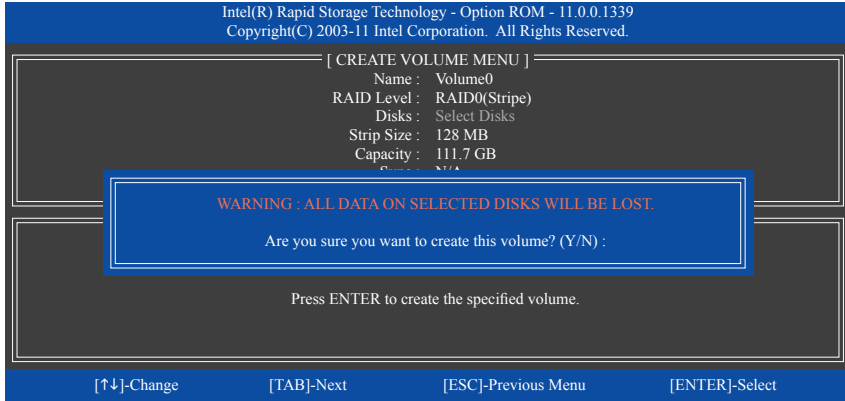 Intel(R) Rapid Storage Technology - Option ROM - 11.0.0.1339
Copyright(C) 2003-11 Intel Corporation.  All Rights Reserved.
[ CREATE VOLUME MENU ]
Name :   Volume0
RAID Level :   RAID0(Stripe)
Disks :   Select Disks
Strip Size :   128 MB
Capacity :   111.7 GB
N/A
WARNING : ALL DATA ON SELECTED DISKS WILL BE LOST.
Are you sure you want to create this volume? (Y/N) :
Press ENTER to create the specified volume.
[↑↓]-Change   [TAB]-Next   [ESC]-Previous Menu   [ENTER]-Select